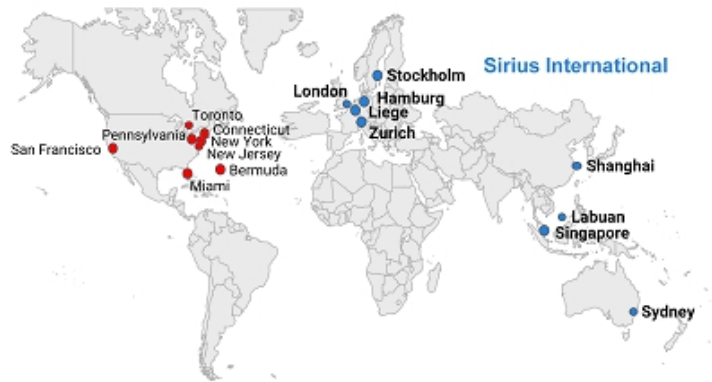 Sirius International
Stockholm
London
Hamburg
Liege
Zurich
Toronto
Connecticut
Pennsylvania
New York
New Jersey
San Francisco
Bermuda
Miami
Shanghai
Labuan
Singapore
Sydney